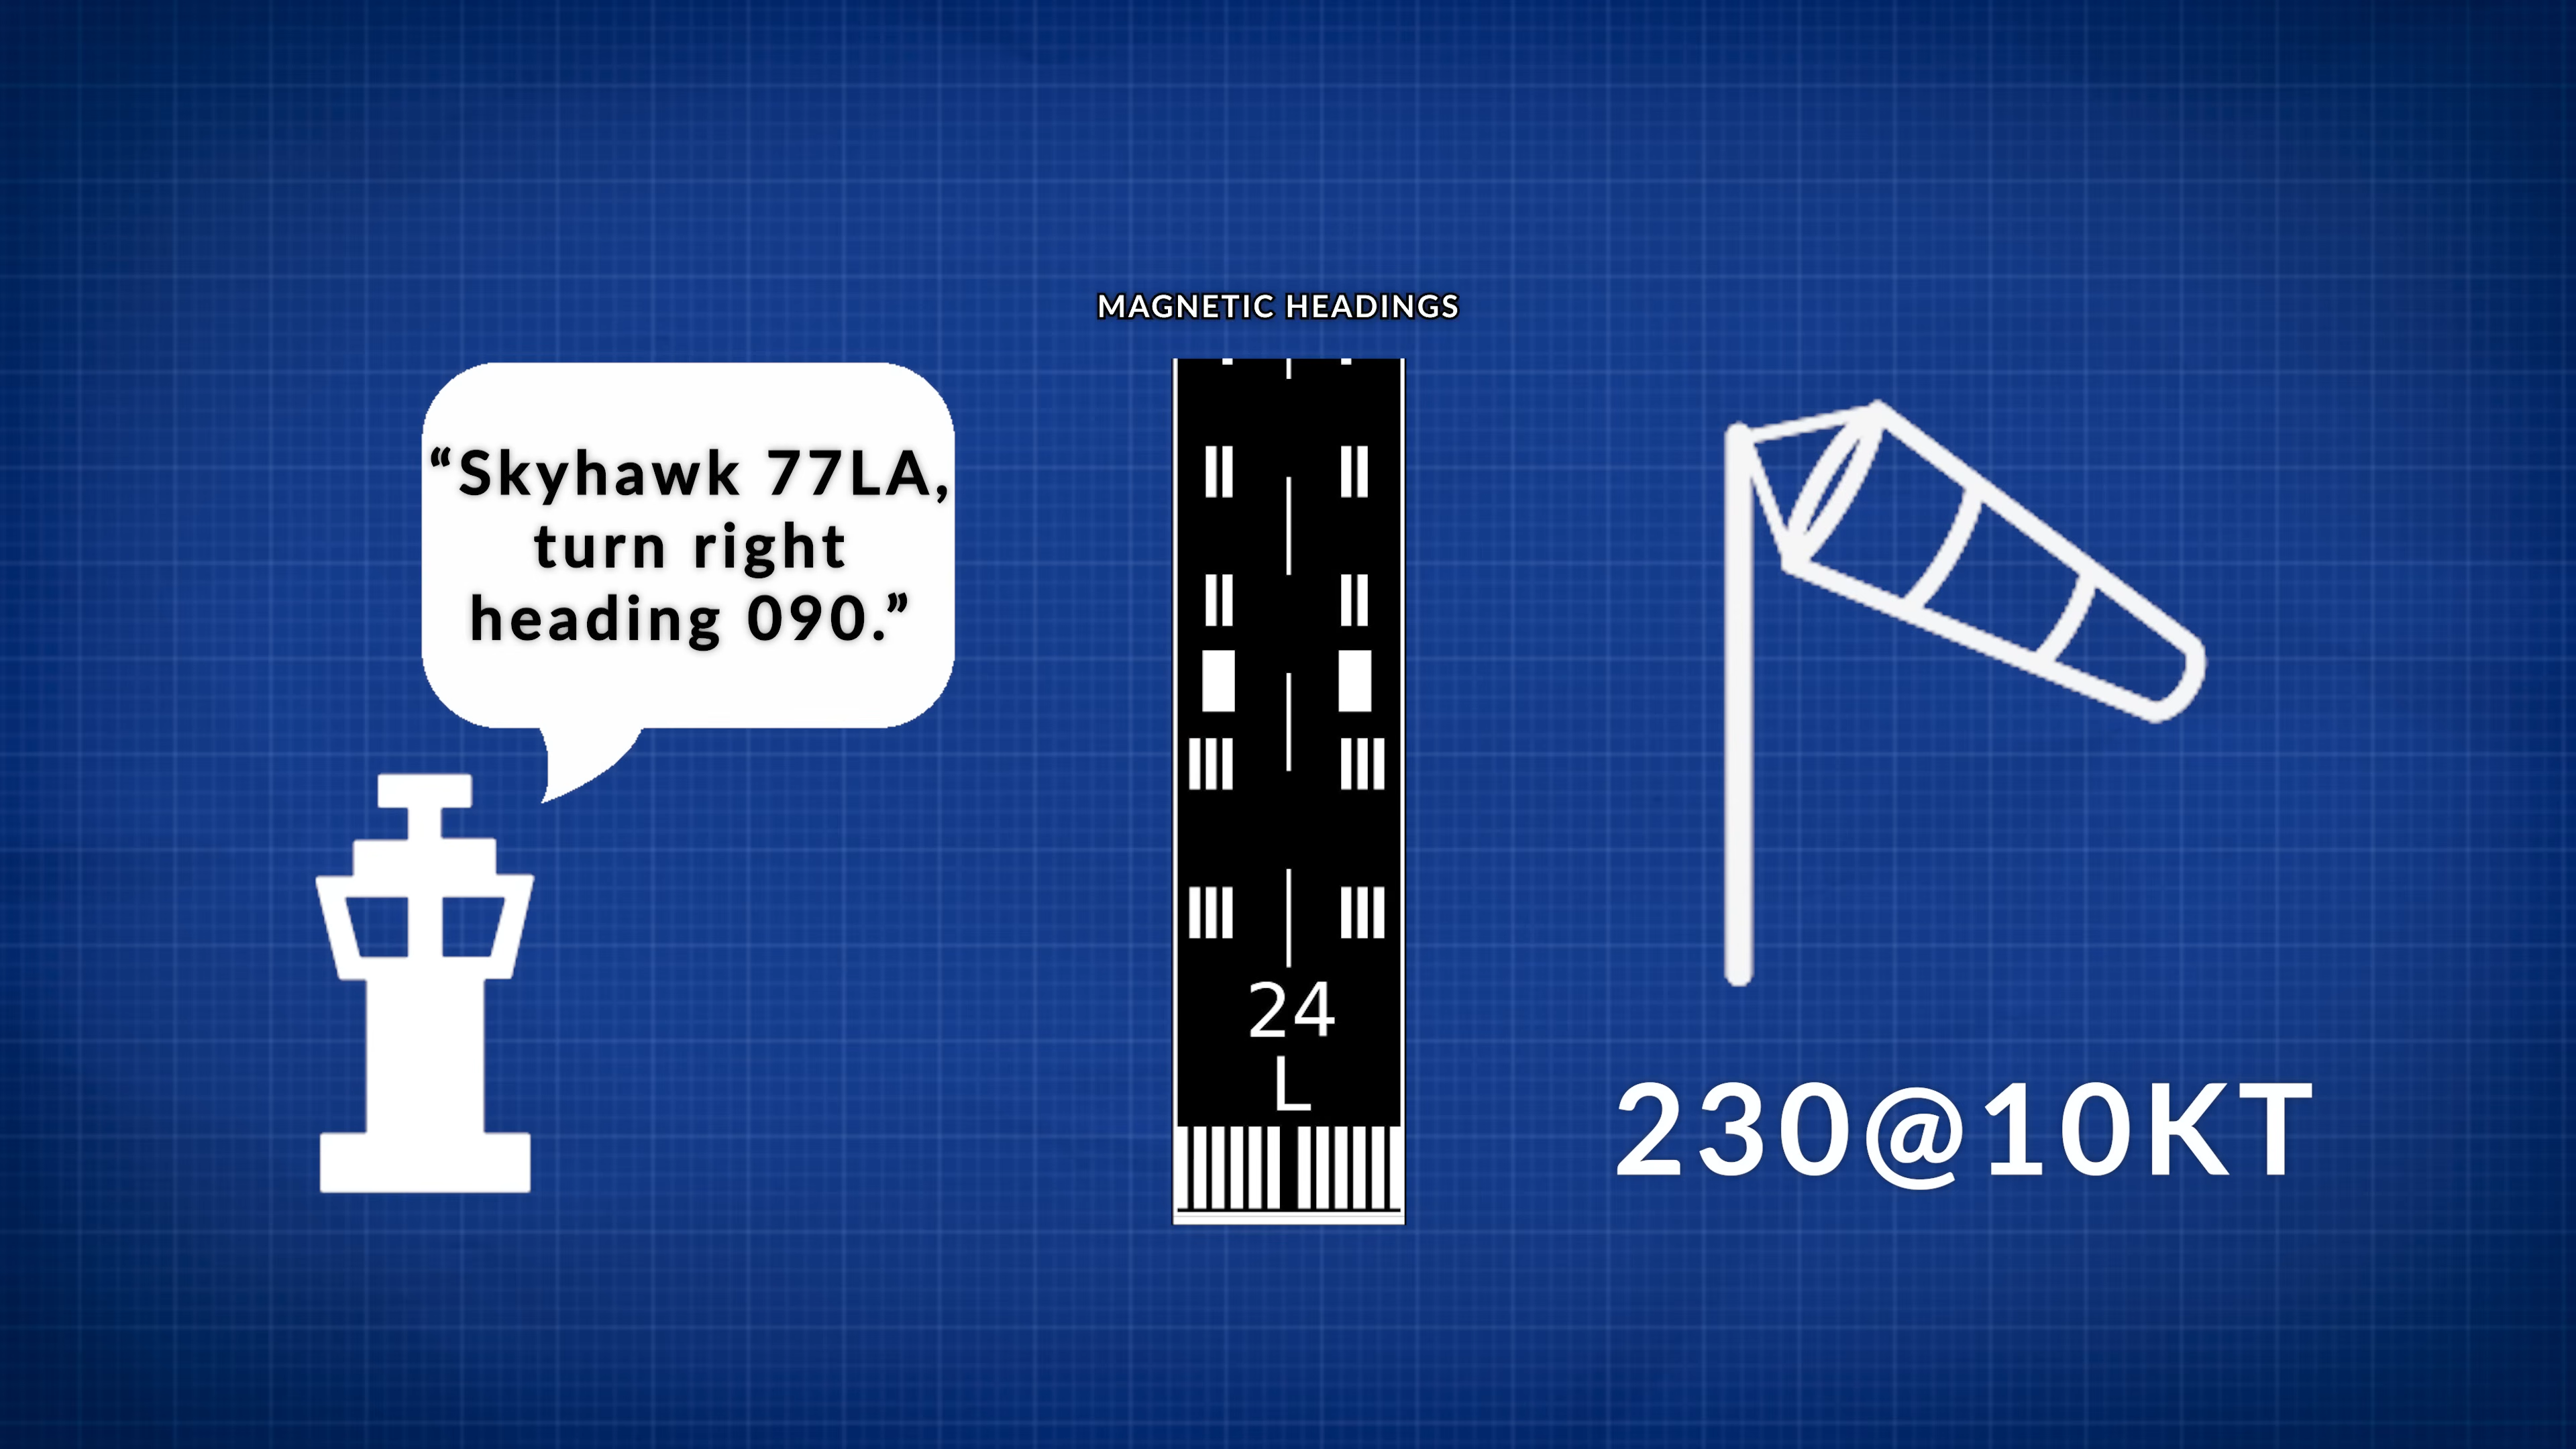 MAGNETIC HEADINGS
“Skyhawk 77LA,
turn right
heading 090.”
24
L
230@10KT